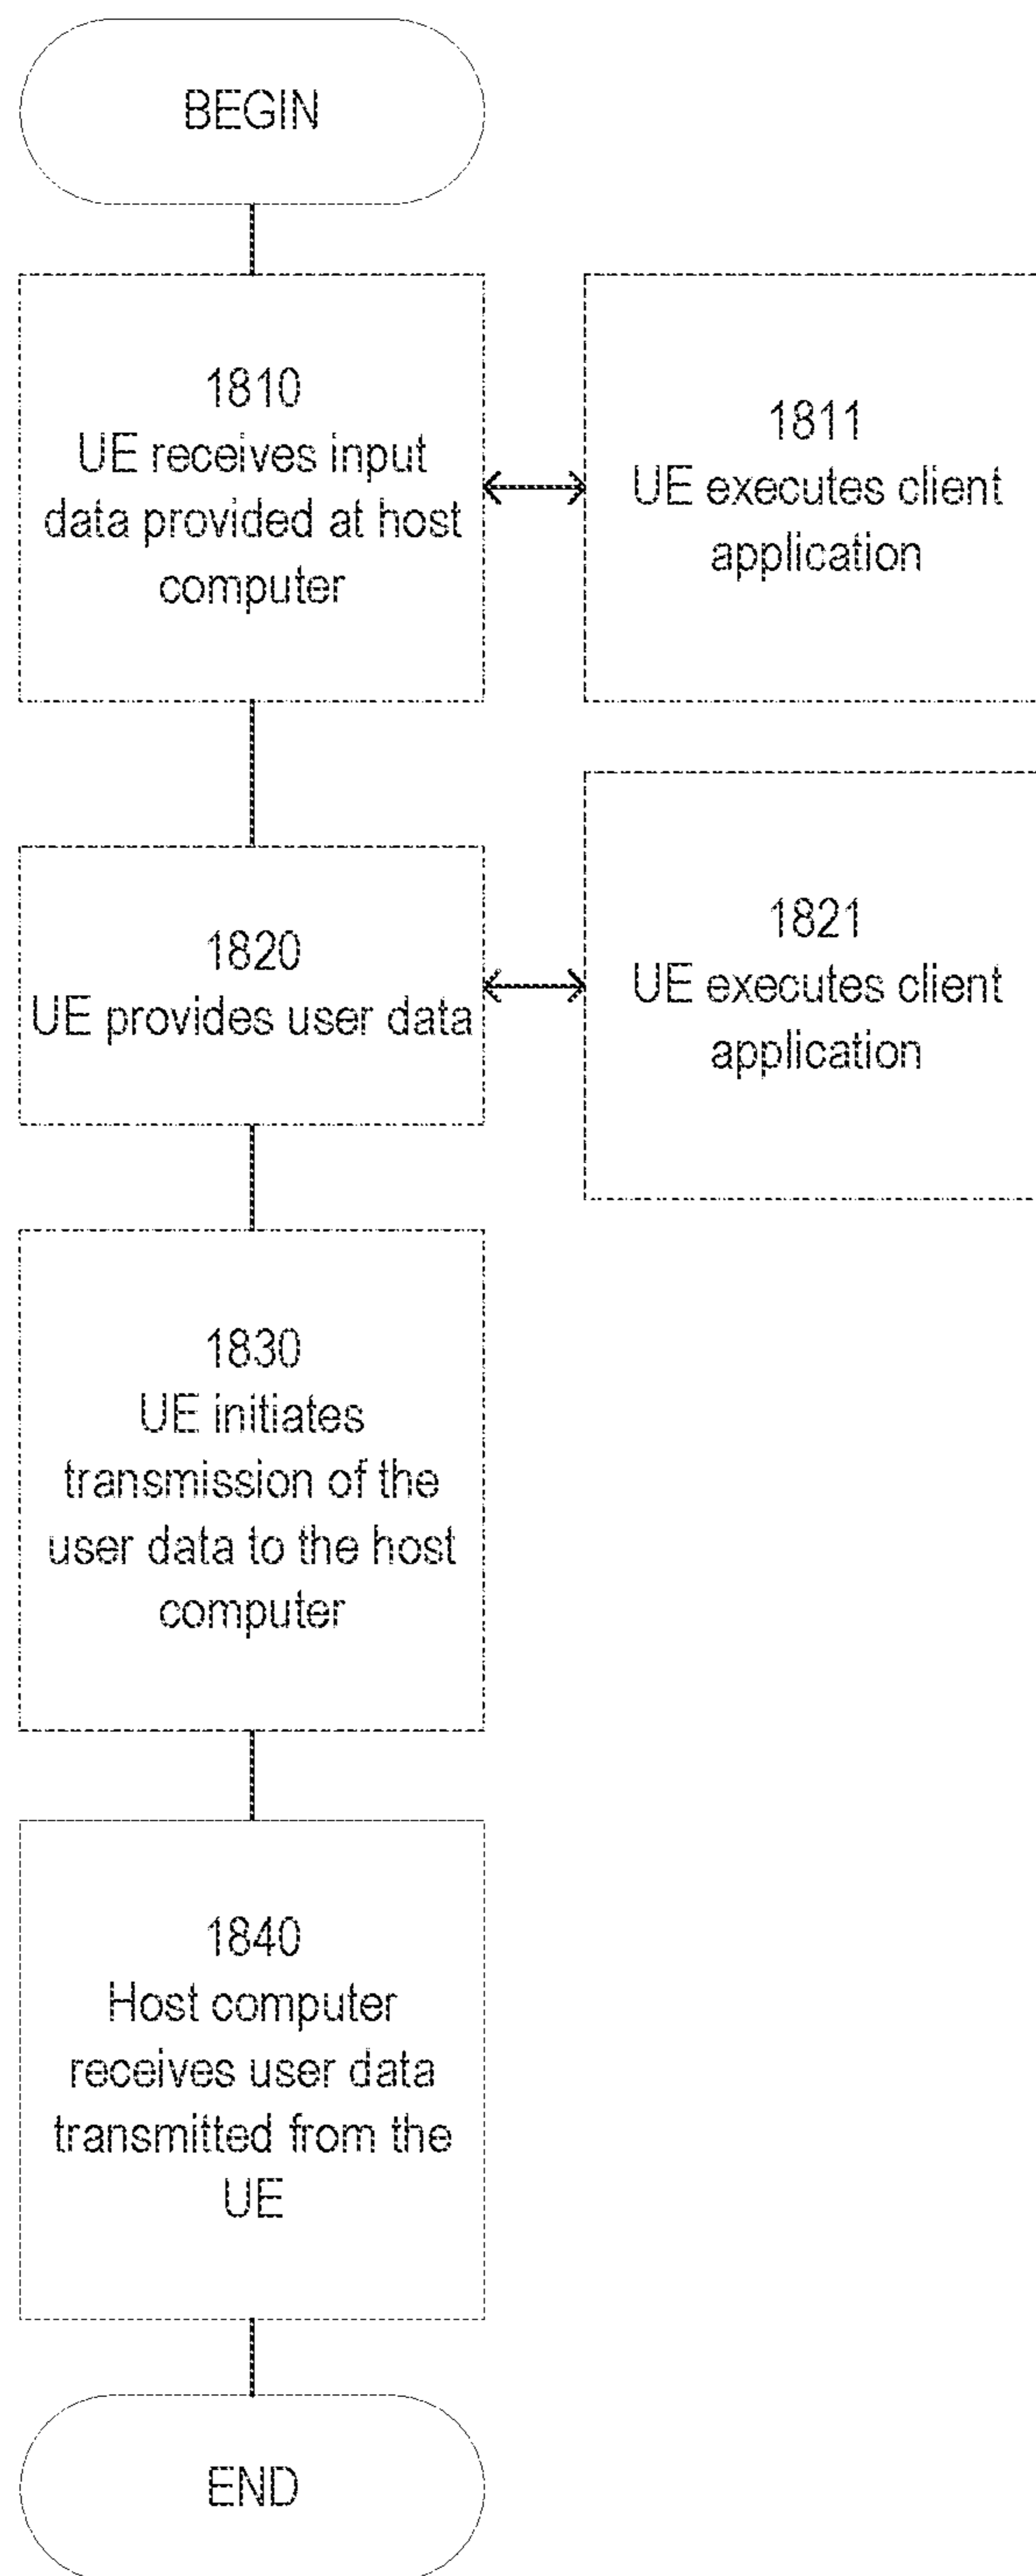 BEGIN
1810
UE receives input
data provided at host
computer
1811
UE executes client
application
1820
UE provides user data
1821
UE executes client
application
1830
UE initiates
transmission of the
user data to the host
computer
1840
Host computer
receives user data
transmitted from the
UE
END